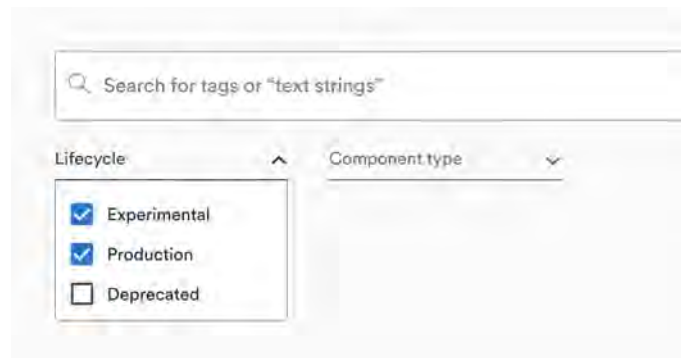 Search for tags or “text strings”
Lifecycle
Component type
Experimental
Production
Deprecated